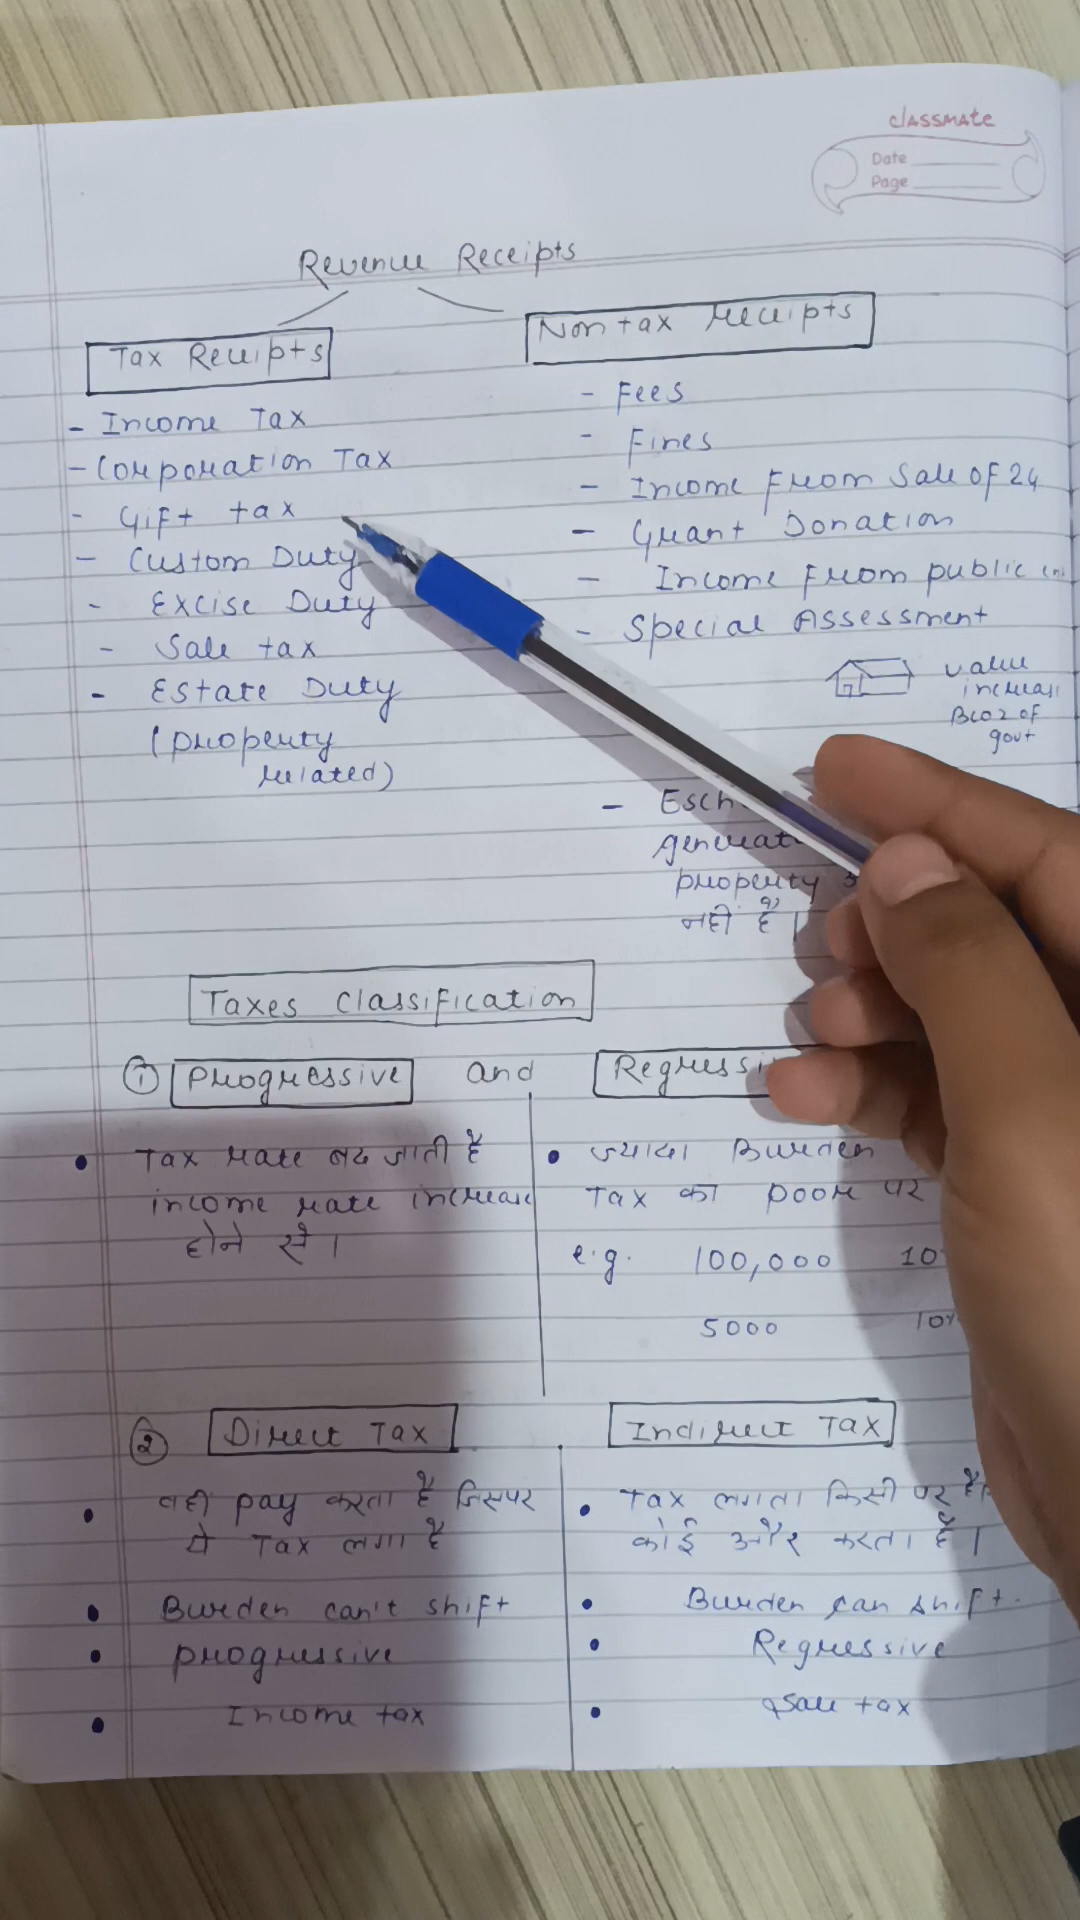 classmate
Date
Page
Revenue Receipts
Tax Receipts
- Income Tax
- Corporation Tax
- Gift tax
- Custom Duty
- Excise Duty
- Sale tax
- Estate Duty
(property
related)
Non tax receipts
- Fees
- Fines
- Income From Sale OF 24
- Grant Donation
- Income From public
- Special Assessment
value
increas
Bcoz of
govt
- Esch
generat
property
नही है।
Taxes Classification
① Progressive and Regressi
• Tax rate बढ जाती है
income rate increase
होने से।
• ज्यादा Burden
Tax का poor पर
e.g. 100,000 10
5000 10%
② Direct Tax
• वही pay करता है जिसपर
ये Tax लगा है
• Burden can't shift
• progressive
• Income tax
Indirect Tax
• Tax लगता किसी पर है
कोई और करता है।
• Burden can shift.
• Regressive
• Sale tax